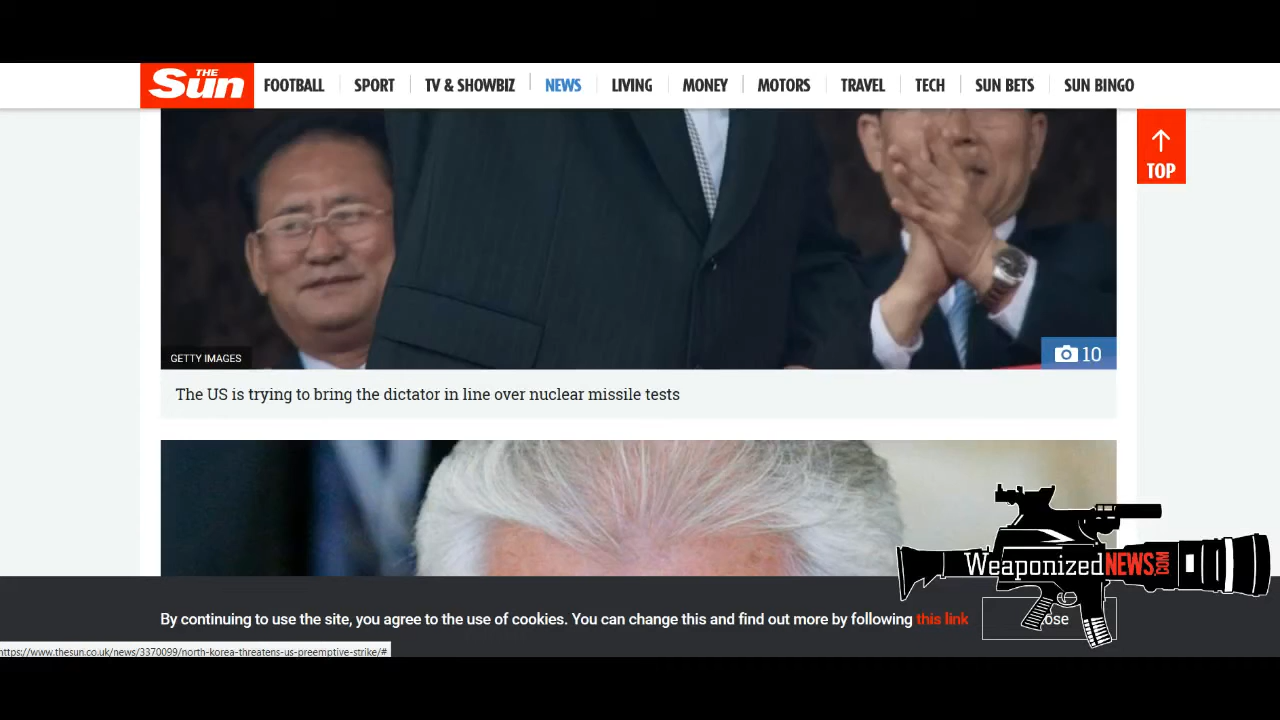 THE Sun
FOOTBALL SPORT TV & SHOWBIZ NEWS LIVING MONEY MOTORS TRAVEL TECH SUN BETS SUN BINGO
TOP
GETTY IMAGES
10
The US is trying to bring the dictator in line over nuclear missile tests
WeaponizedNEWS.COM
By continuing to use the site, you agree to the use of cookies. You can change this and find out more by following this link
https://www.thesun.co.uk/news/3370099/north-korea-threatens-us-preemptive-strike/#